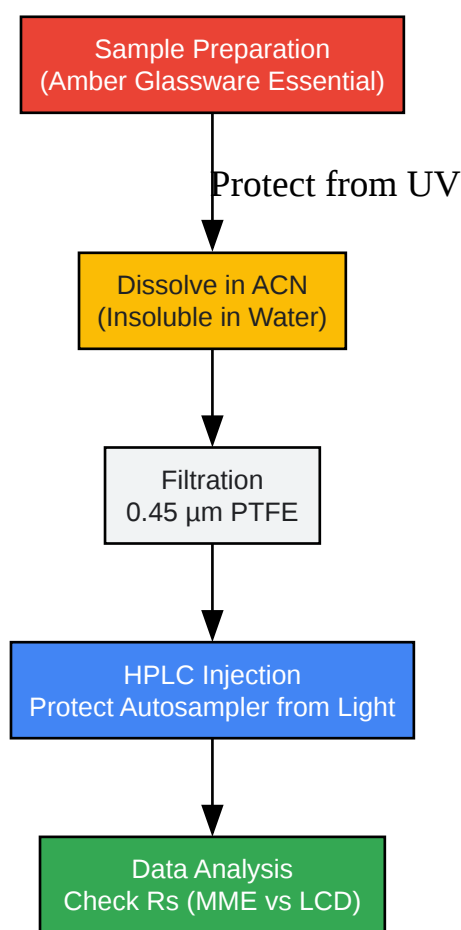 Sample Preparation
(Amber Glassware Essential)
Protect from UV
Dissolve in ACN
(Insoluble in Water)
Filtration
0.45 µm PTFE
HPLC Injection
Protect Autosampler from Light
Data Analysis
Check Rs (MME vs LCD)